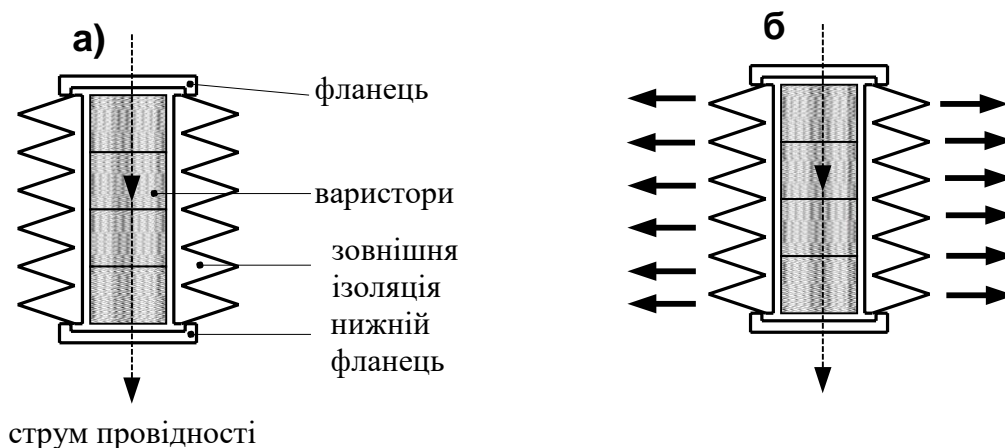 а)
б
фланець
варистори
зовнішня
ізоляція
нижній
фланець
струм провідності